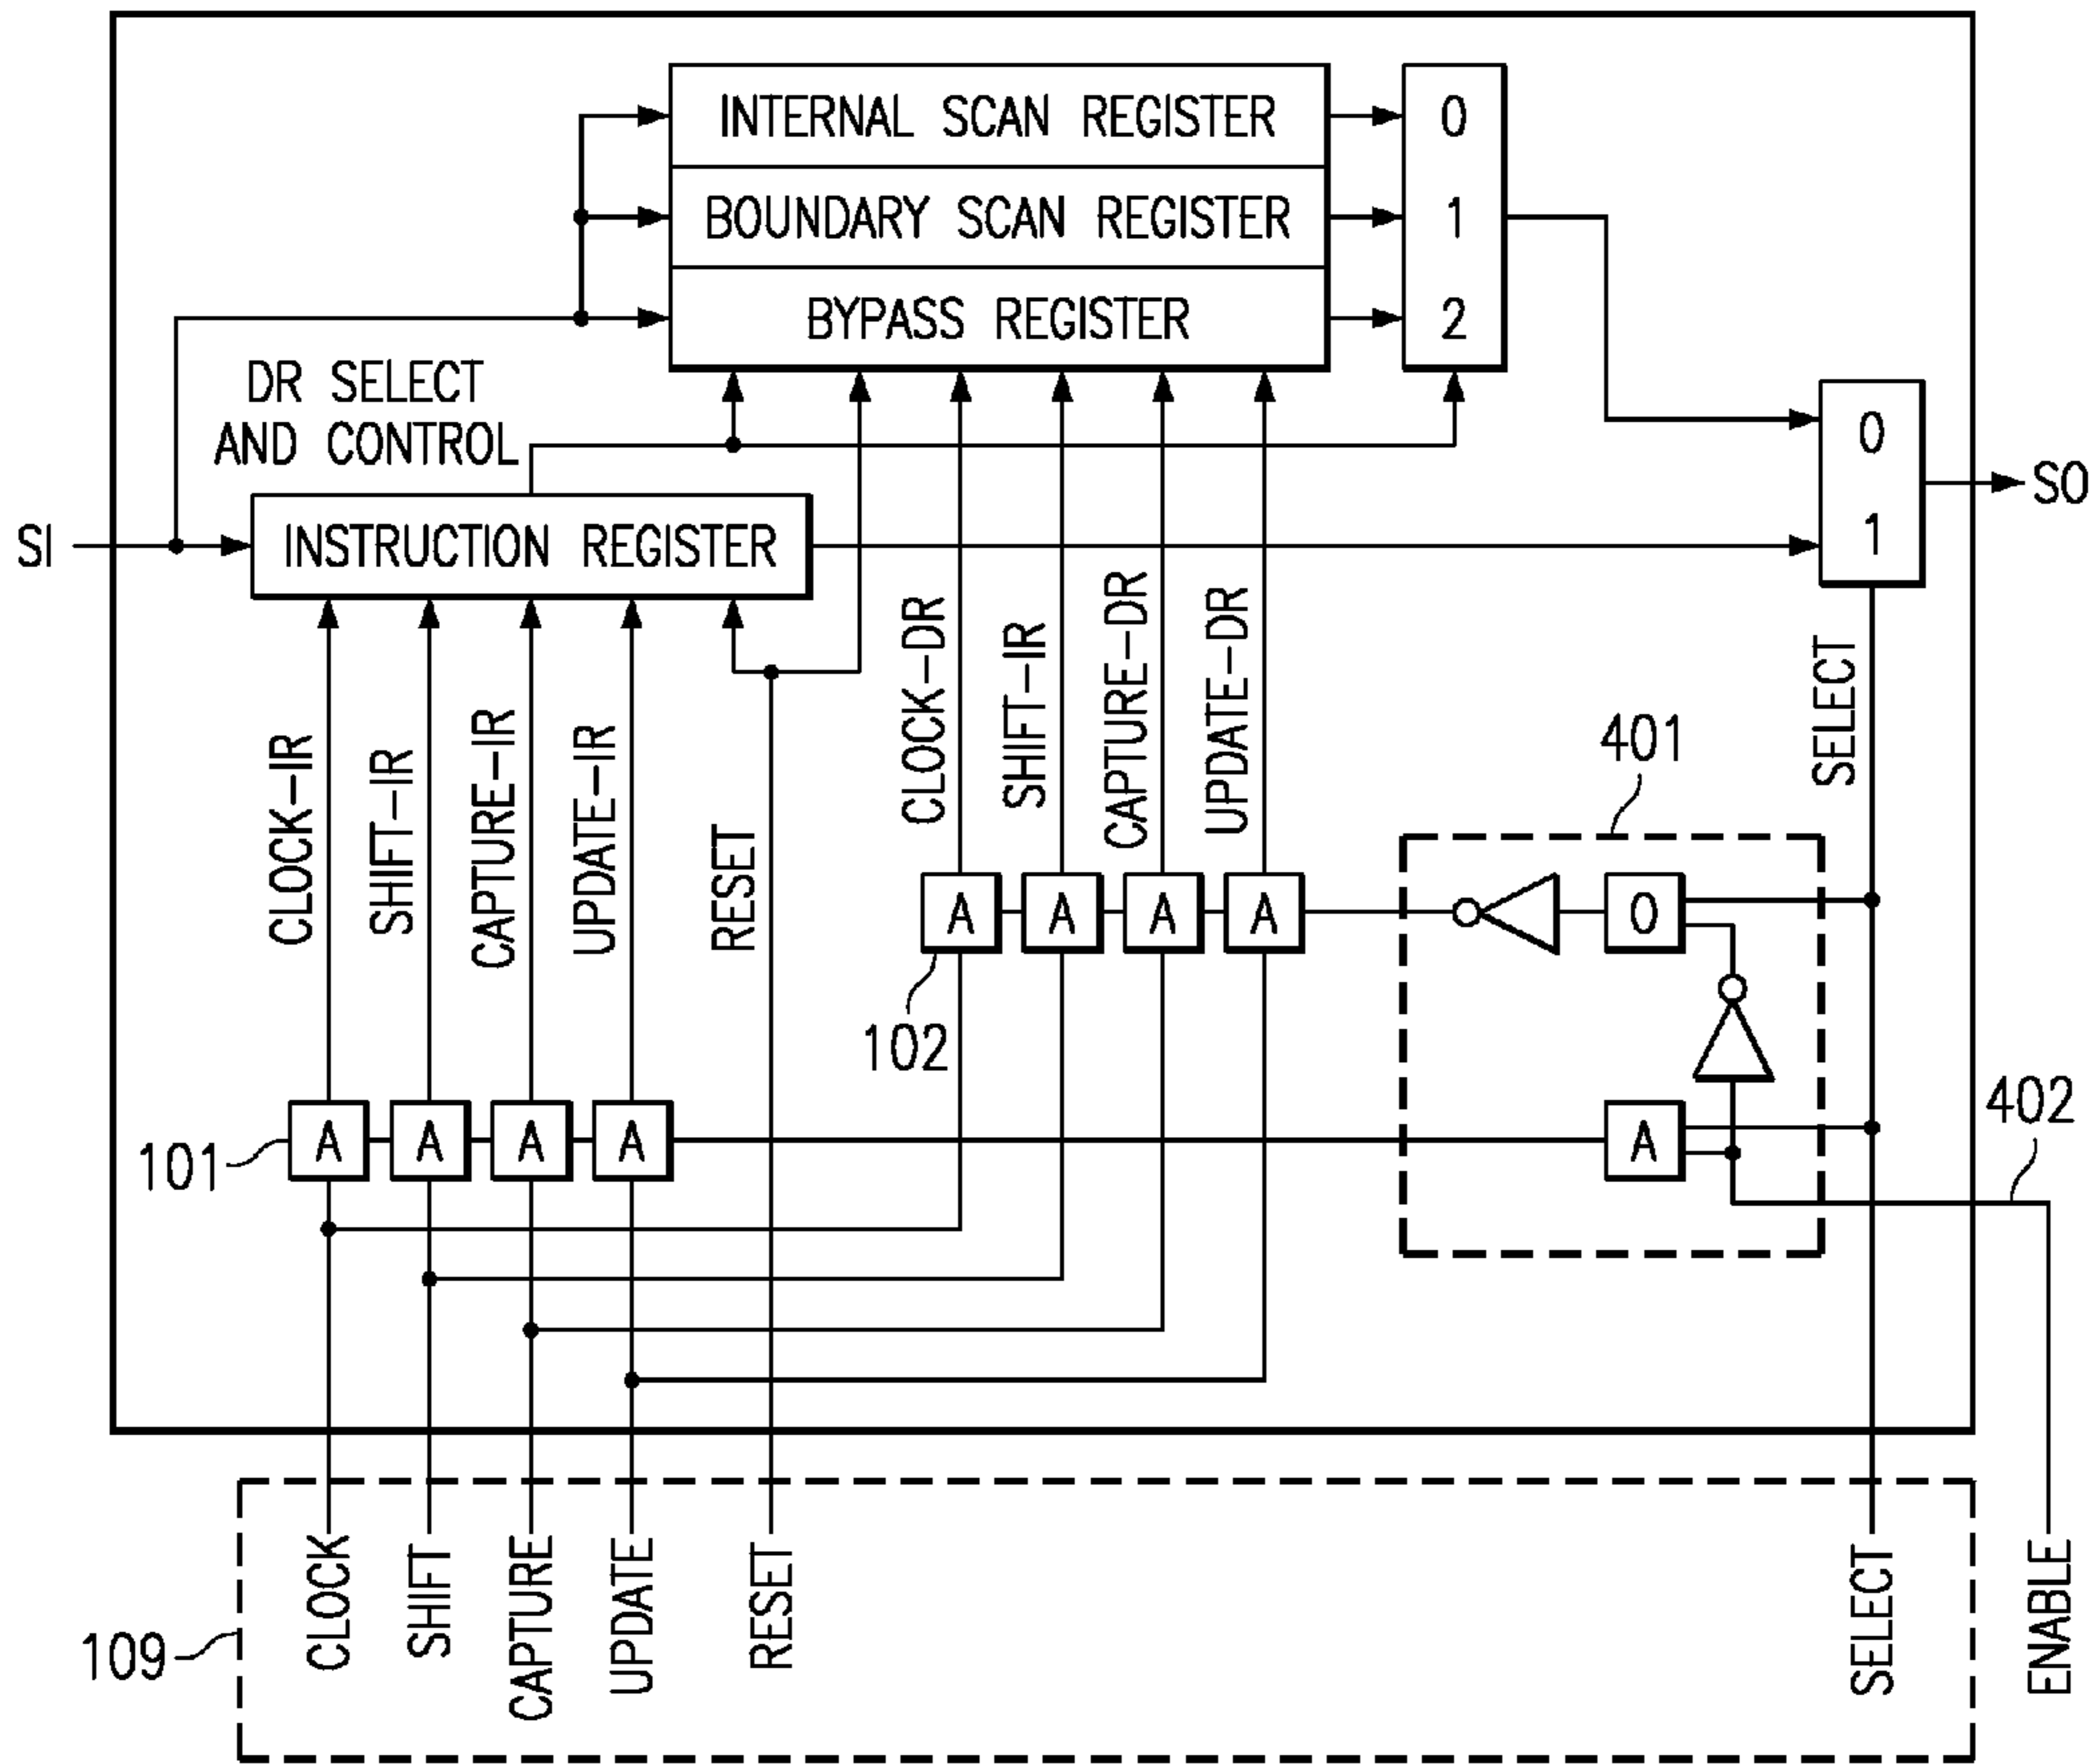 INTERNAL SCAN REGISTER
0
BOUNDARY SCAN REGISTER
1
BYPASS REGISTER
2
DR SELECT
AND CONTROL
0
SO
SI
INSTRUCTION REGISTER
1
CLOCK-IR
SHIFT-IR
CAPTURE-IR
UPDATE-IR
RESET
CLOCK-DR
SHIFT-IR
CAPTURE-DR
UPDATE-DR
SELECT
401
A
A
A
A
O
102
402
101
A
A
A
A
A
109
CLOCK
SHIFT
CAPTURE
UPDATE
RESET
SELECT
ENABLE